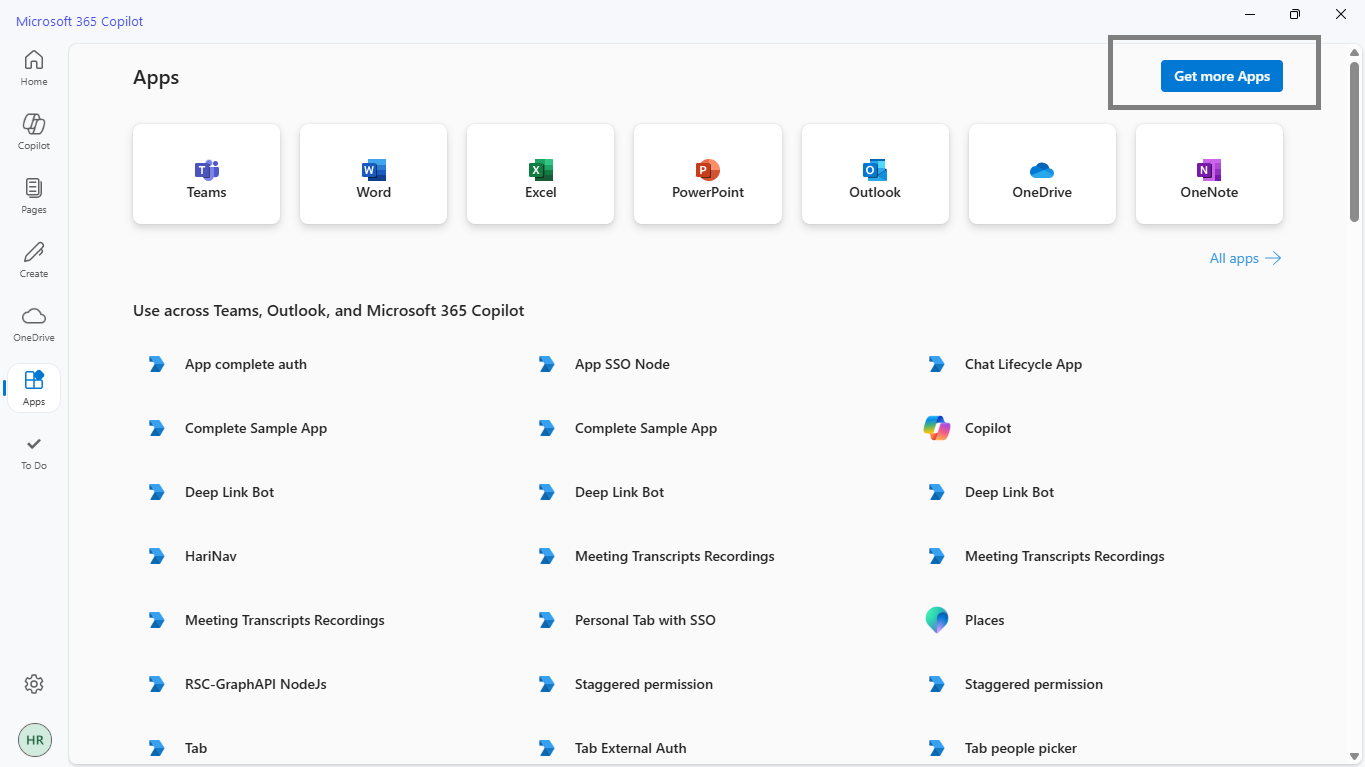 Microsoft 365 Copilot
Home
Copilot
Pages
Create
OneDrive
Apps
To Do
HR
Apps
Get more Apps
Teams
Word
Excel
PowerPoint
Outlook
OneDrive
OneNote
All apps
Use across Teams, Outlook, and Microsoft 365 Copilot
App complete auth
App SSO Node
Chat Lifecycle App
Complete Sample App
Complete Sample App
Copilot
Deep Link Bot
Deep Link Bot
Deep Link Bot
HariNav
Meeting Transcripts Recordings
Meeting Transcripts Recordings
Meeting Transcripts Recordings
Personal Tab with SSO
Places
RSC-GraphAPI NodeJs
Staggered permission
Staggered permission
Tab
Tab External Auth
Tab people picker